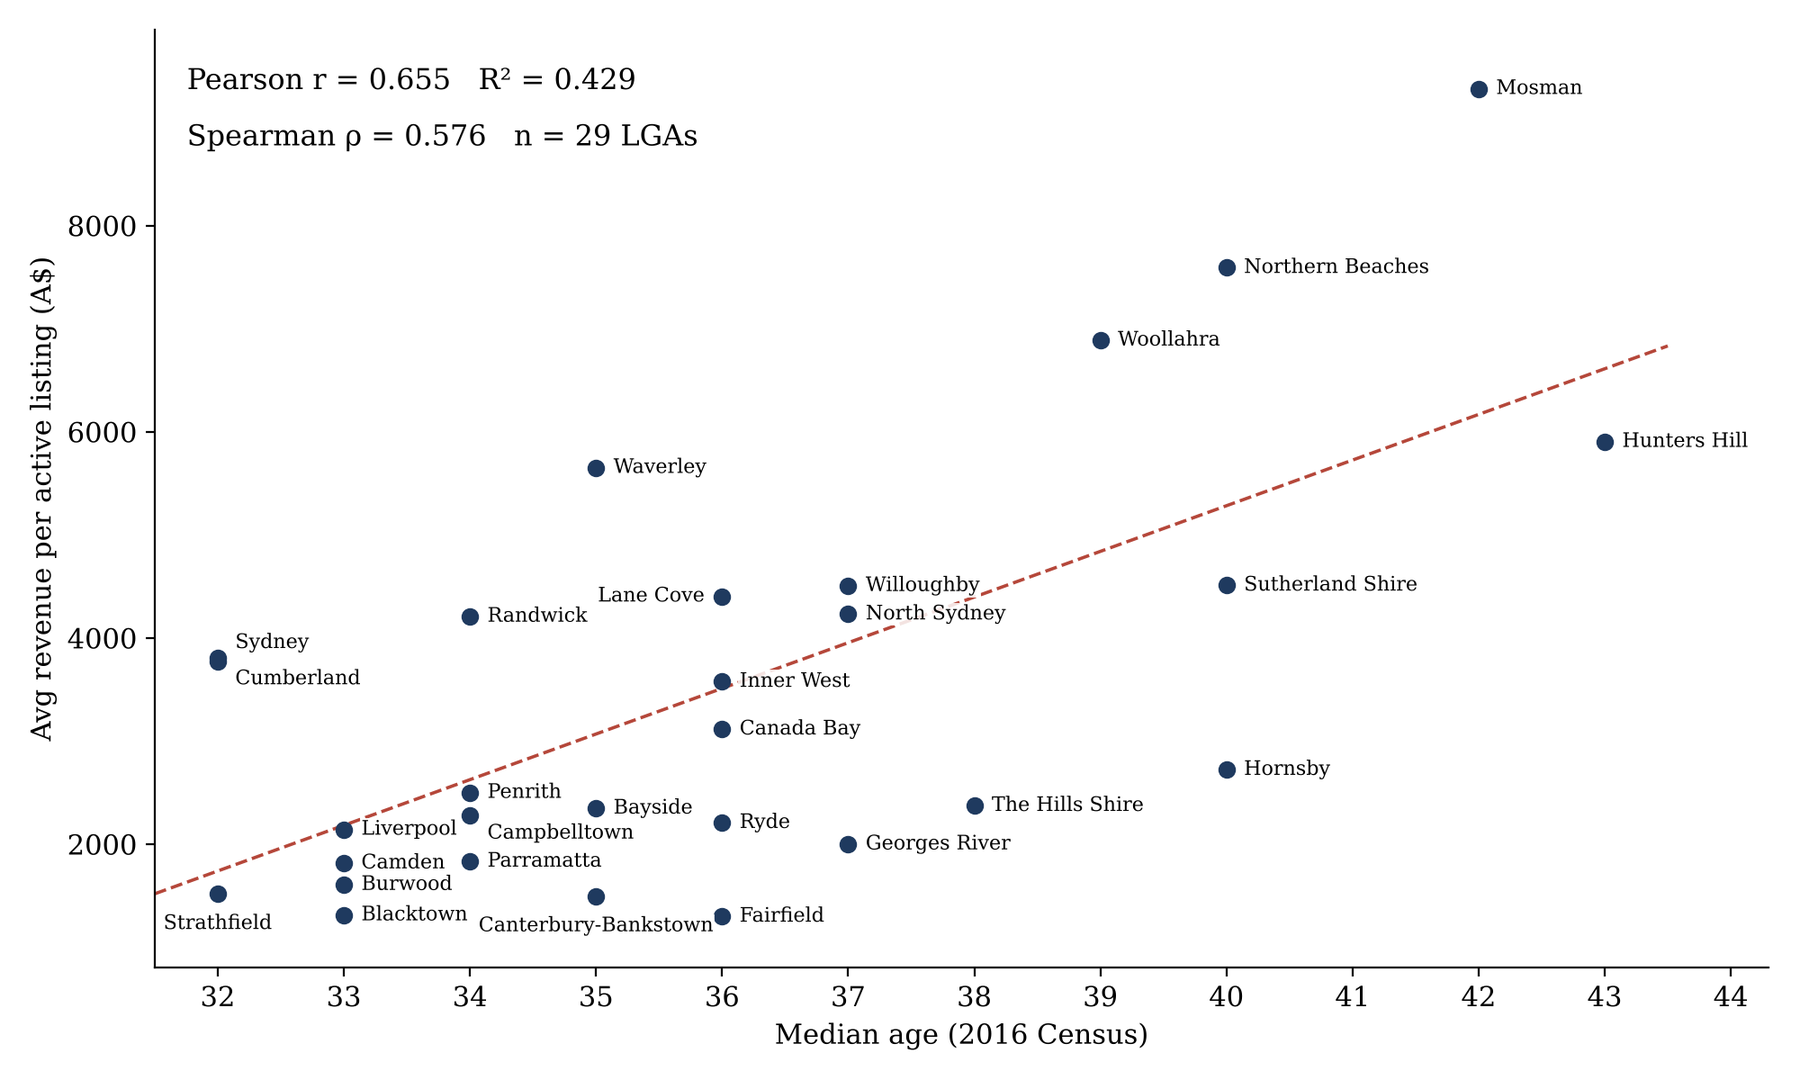 Pearson r = 0.655   R² = 0.429
Spearman ρ = 0.576   n = 29 LGAs
Mosman
8000
Northern Beaches
Woollahra
6000
Hunters Hill
Waverley
Willoughby
Sutherland Shire
Lane Cove
North Sydney
Randwick
4000
Sydney
Cumberland
Inner West
Canada Bay
Hornsby
Penrith
The Hills Shire
Bayside
Ryde
Liverpool
Campbelltown
2000
Georges River
Camden
Parramatta
Burwood
Strathfield
Blacktown
Canterbury-Bankstown
Fairfield
Avg revenue per active listing (A$)
32 33 34 35 36 37 38 39 40 41 42 43 44
Median age (2016 Census)